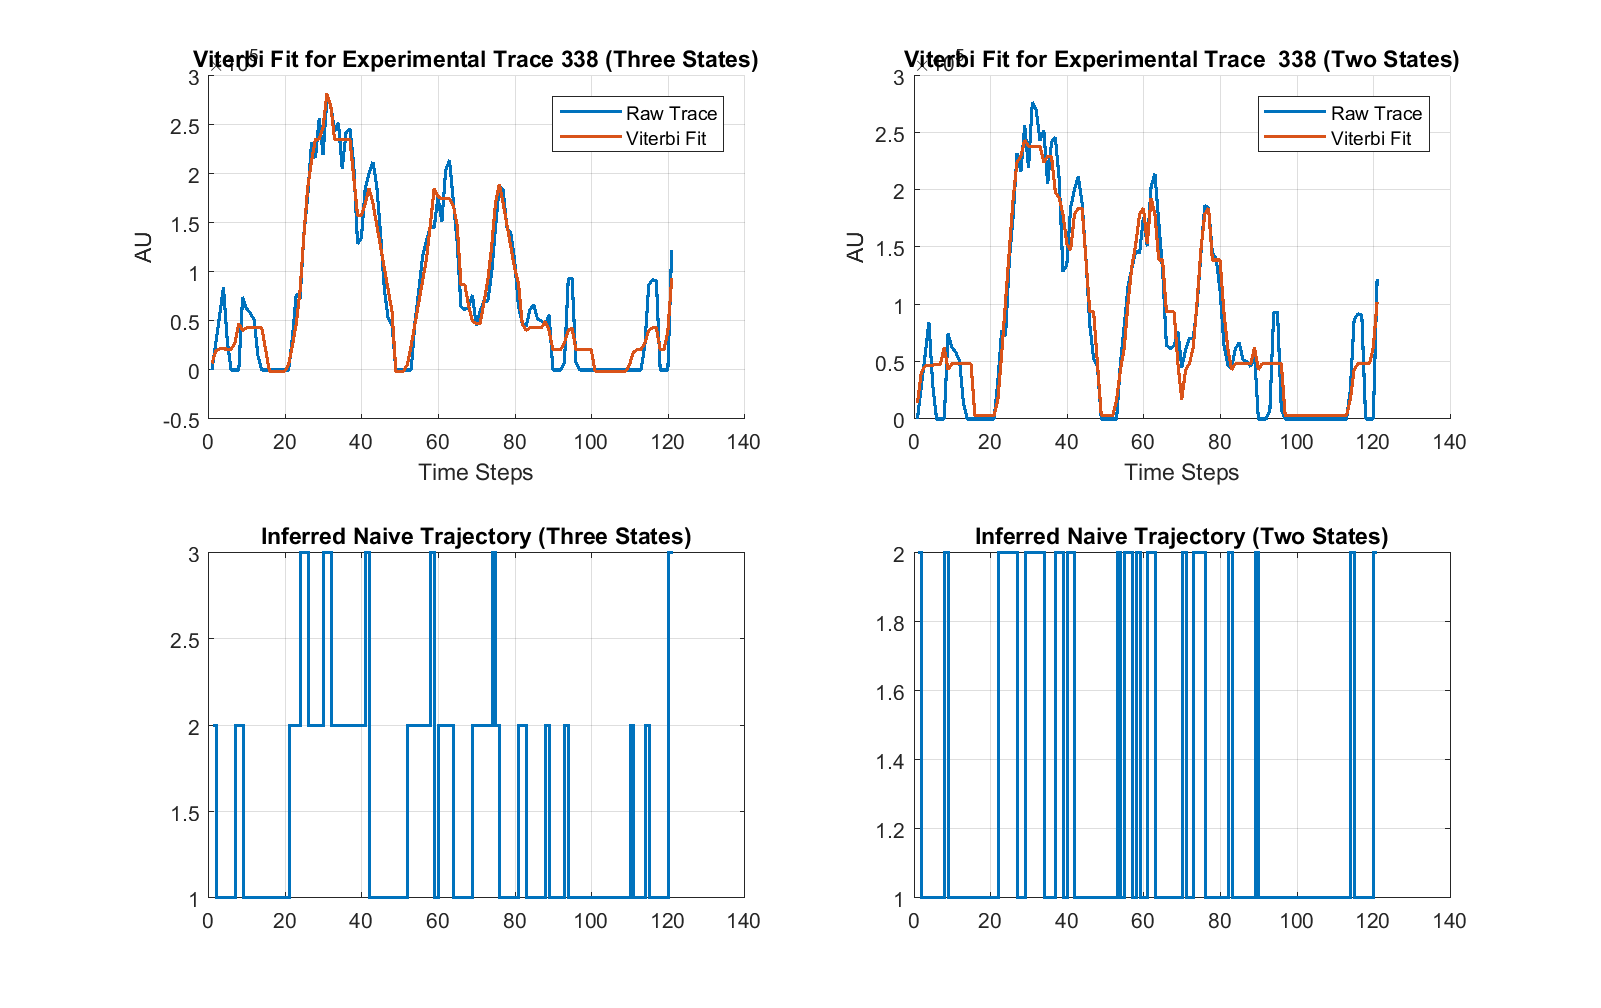 Viterbi Fit for Experimental Trace 338 (Three States)
×10^5
3
2.5
2
1.5
1
0.5
0
-0.5
AU
Raw Trace
Viterbi Fit
0 20 40 60 80 100 120 140
Time Steps
Viterbi Fit for Experimental Trace  338 (Two States)
×10^5
3
2.5
2
1.5
1
0.5
0
AU
Raw Trace
Viterbi Fit
0 20 40 60 80 100 120 140
Time Steps
Inferred Naive Trajectory (Three States)
3
2.5
2
1.5
1
0 20 40 60 80 100 120 140
Inferred Naive Trajectory (Two States)
2
1.8
1.6
1.4
1.2
1
0 20 40 60 80 100 120 140